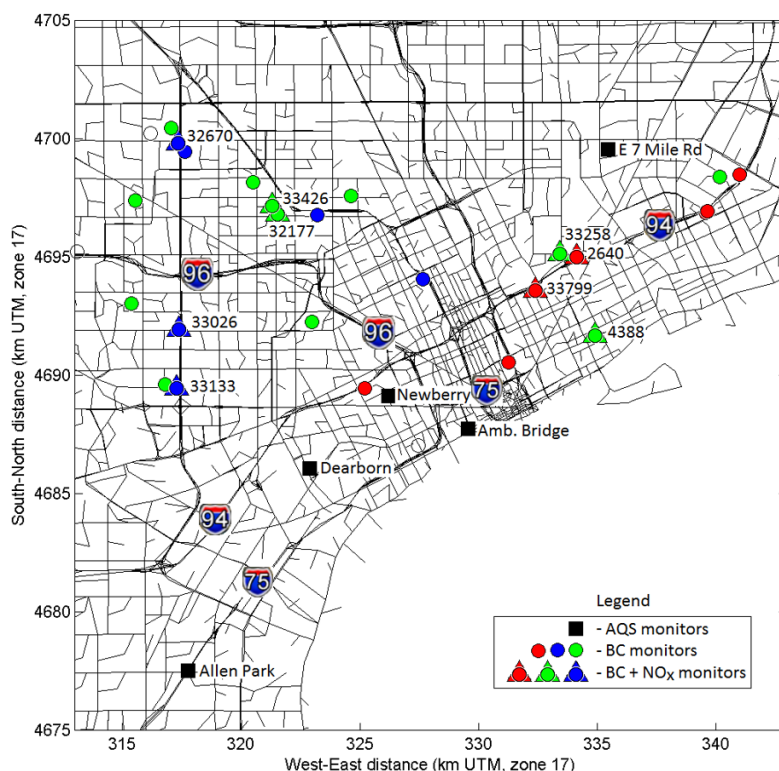 4705
4700
4695
4690
4685
4680
4675
South-North distance (km UTM, zone 17)
32670
E 7 Mile Rd
33426
32177
33258
94
2640
96
33799
33026
96
4388
33133
75
Newberry
Amb. Bridge
Dearborn
94
75
Allen Park
Legend
- AQS monitors
- BC monitors
- BC + NOx monitors
315 320 325 330 335 340
West-East distance (km UTM, zone 17)